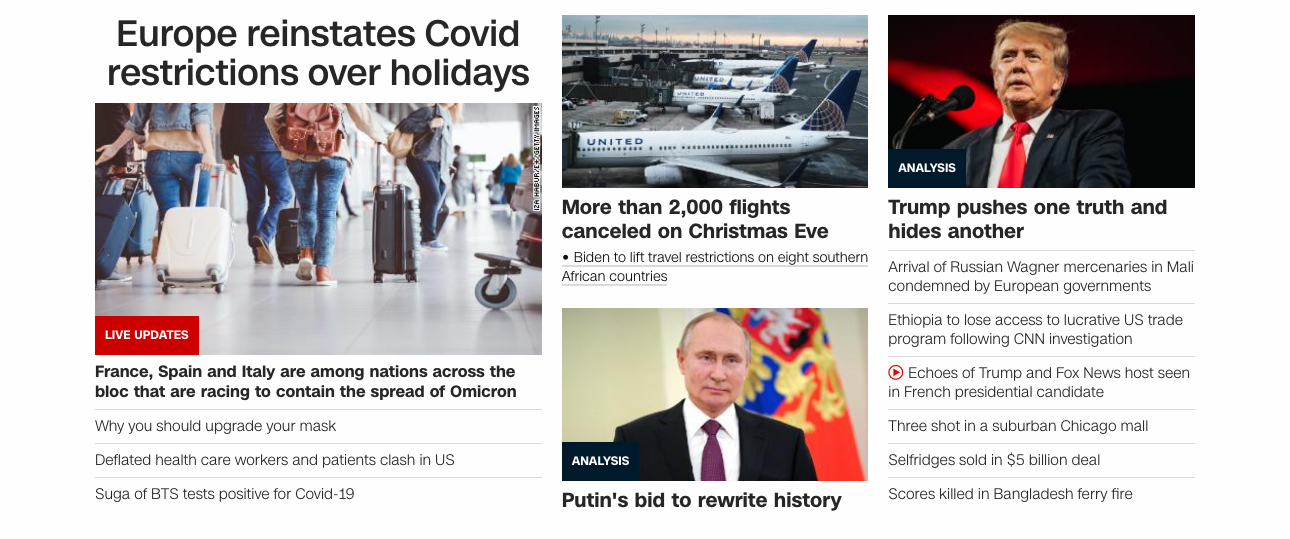 Europe reinstates Covid
restrictions over holidays
IZA HABUR/E+/GETTY IMAGES
LIVE UPDATES
France, Spain and Italy are among nations across the
bloc that are racing to contain the spread of Omicron
Why you should upgrade your mask
Deflated health care workers and patients clash in US
Suga of BTS tests positive for Covid-19
UNITED
UNITED
UNITED
UNITED
More than 2,000 flights
canceled on Christmas Eve
• Biden to lift travel restrictions on eight southern
African countries
ANALYSIS
Putin's bid to rewrite history
ANALYSIS
Trump pushes one truth and
hides another
Arrival of Russian Wagner mercenaries in Mali
condemned by European governments
Ethiopia to lose access to lucrative US trade
program following CNN investigation
Echoes of Trump and Fox News host seen
in French presidential candidate
Three shot in a suburban Chicago mall
Selfridges sold in $5 billion deal
Scores killed in Bangladesh ferry fire